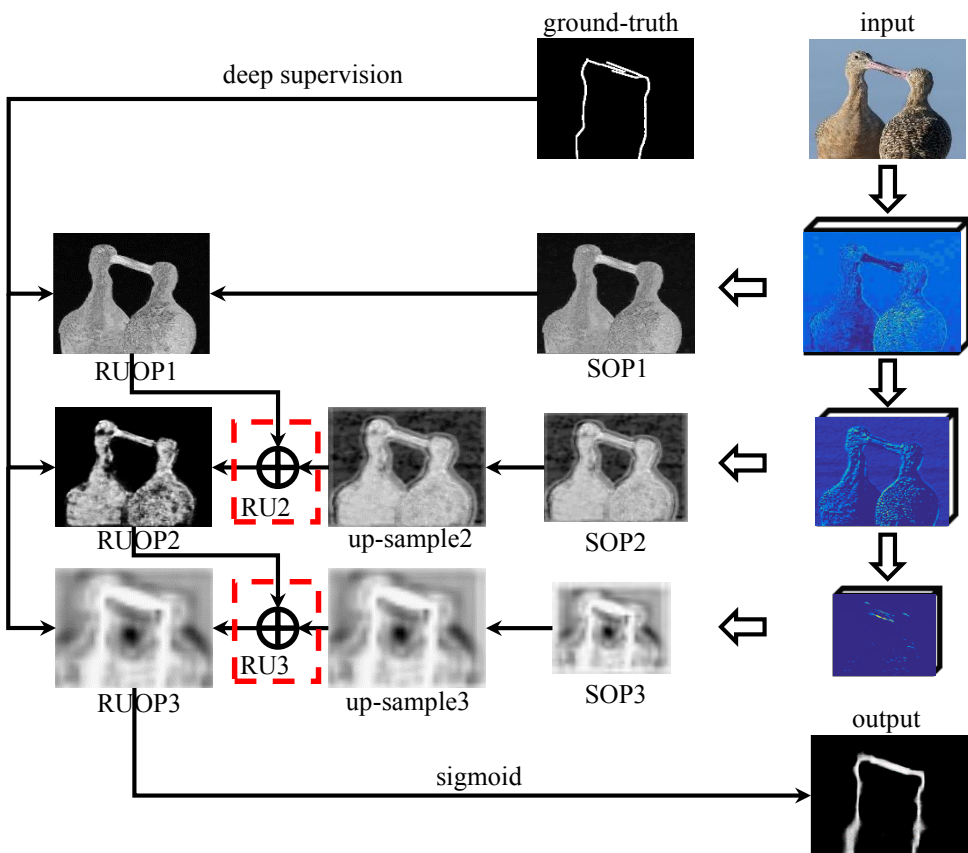 ground-truth
input
deep supervision
RUOP1
SOP1
RU2
RUOP2
up-sample2
SOP2
RU3
RUOP3
up-sample3
SOP3
output
sigmoid